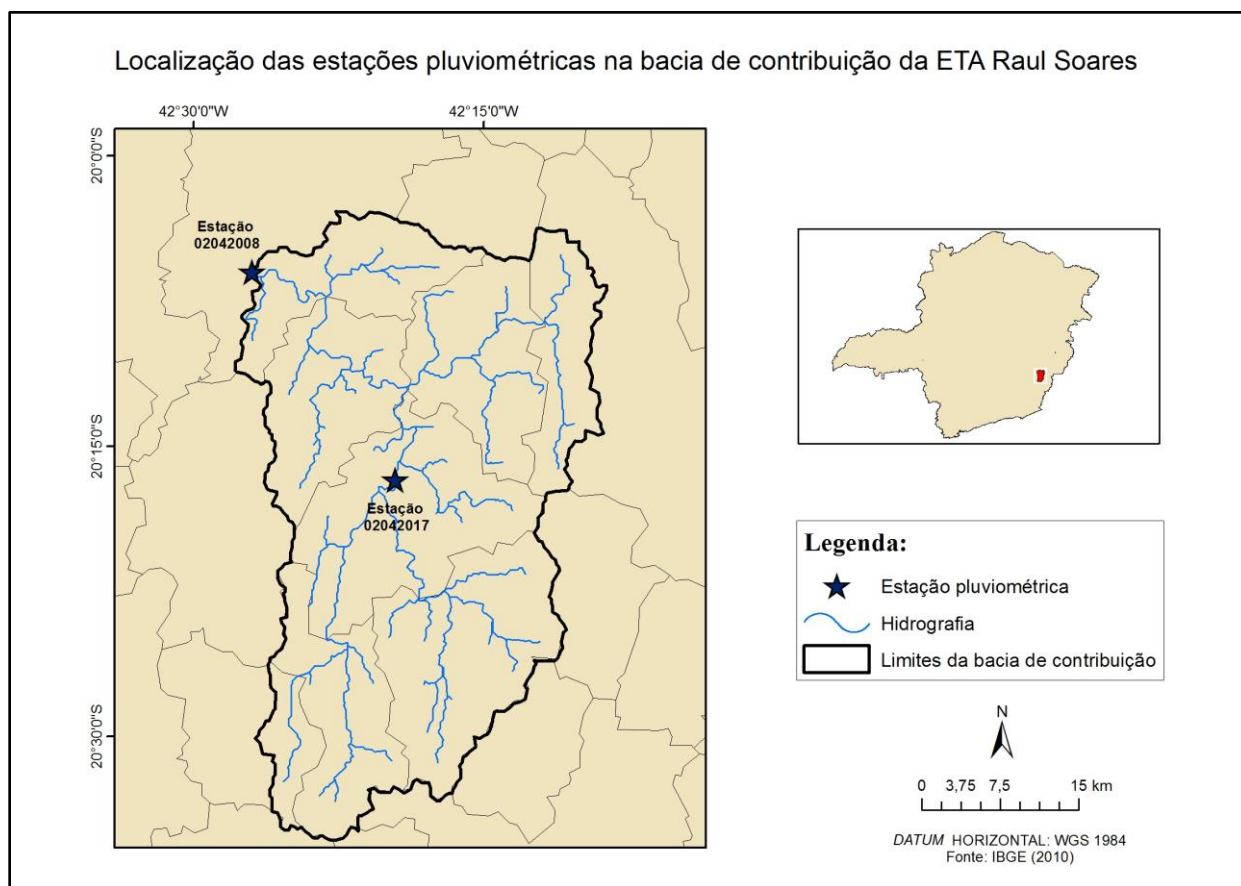 Localização das estações pluviométricas na bacia de contribuição da ETA Raul Soares
42°30'0"W
42°15'0"W
20°0'0"S
Estação
02042008
20°15'0"S
Estação
02042017
20°30'0"S
Legenda:
Estação pluviométrica
Hidrografia
Limites da bacia de contribuição
N
0 3,75 7,5 15 km
DATUM HORIZONTAL: WGS 1984
Fonte: IBGE (2010)